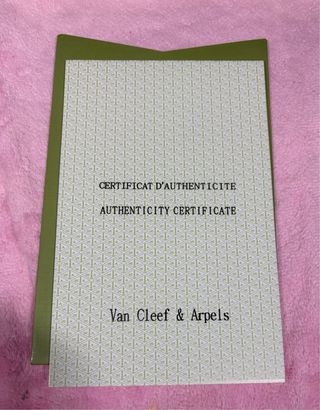 CERTIFICAT D'AUTHENTICITE
AUTHENTICITY CERTIFICATE
Van Cleef & Arpels